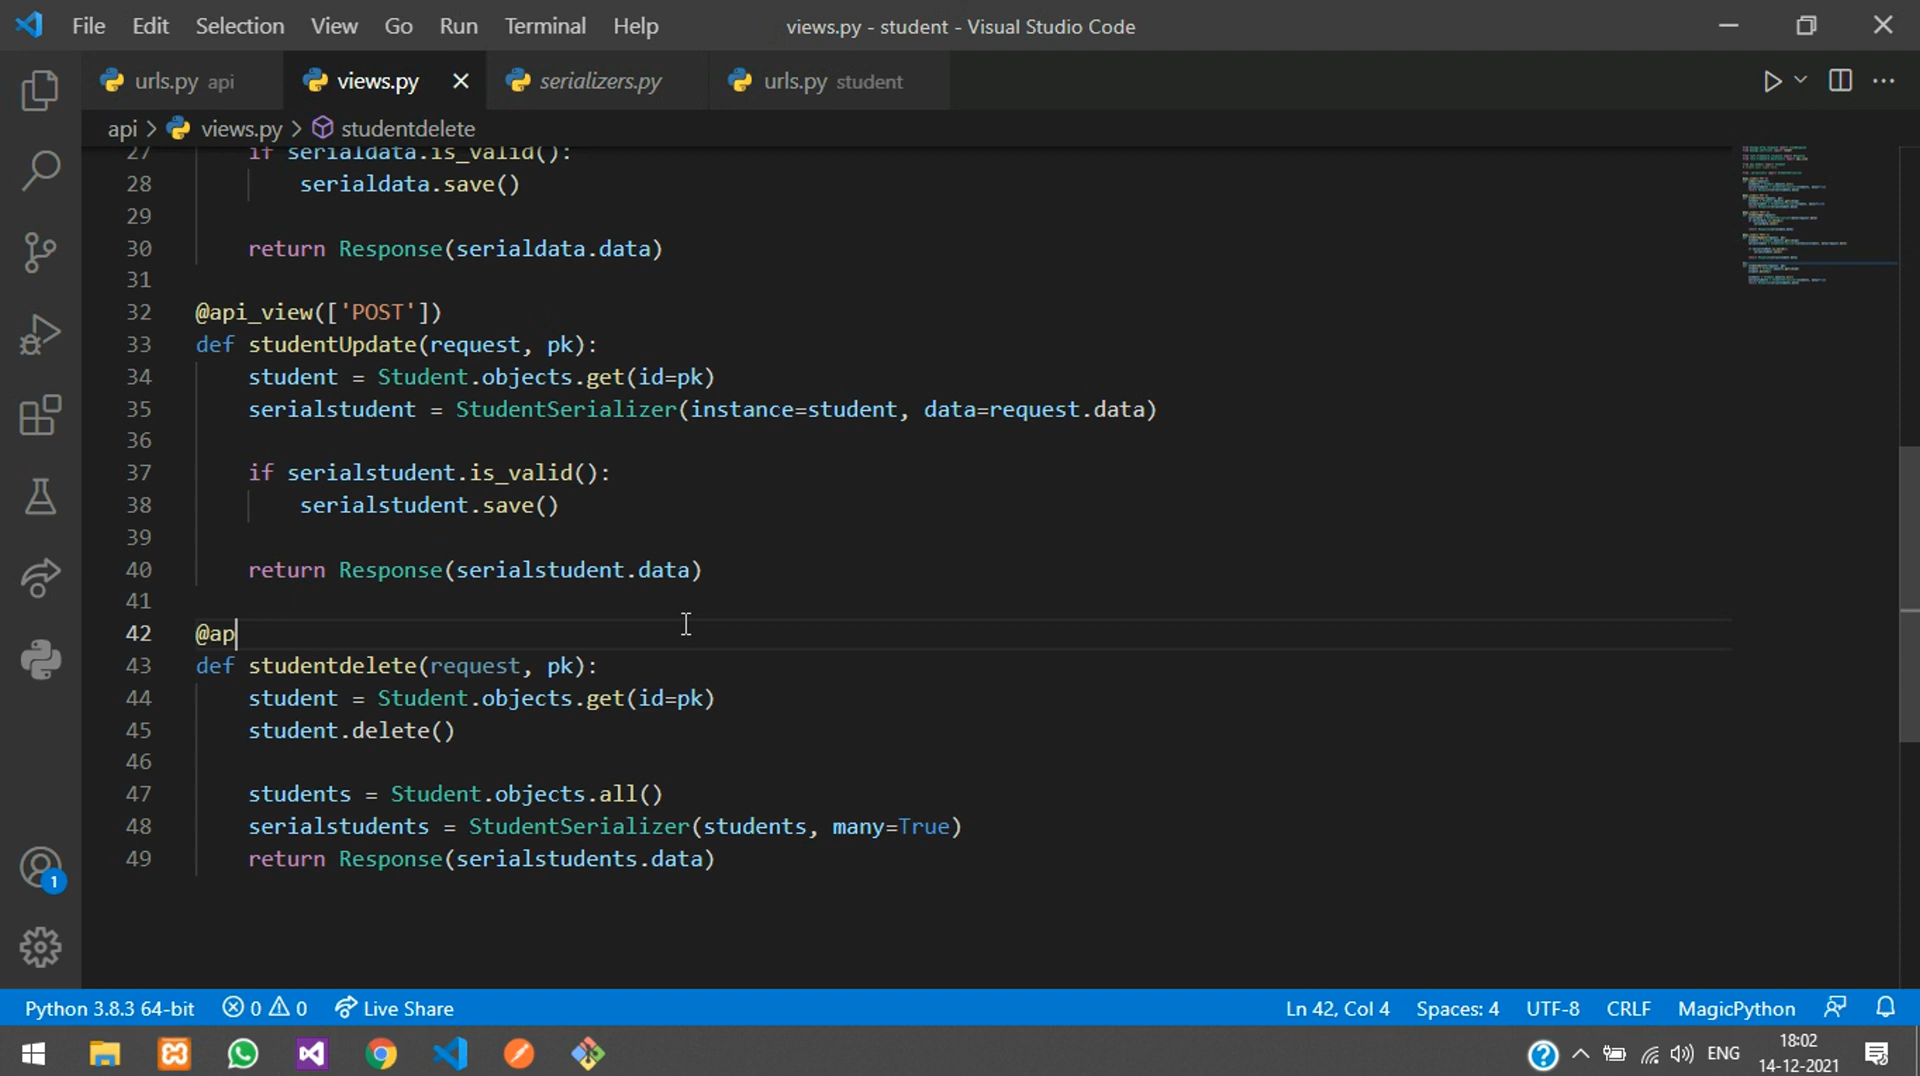 File Edit Selection View Go Run Terminal Help views.py - student - Visual Studio Code
urls.py api views.py serializers.py urls.py student
api > views.py > studentdelete
27 if serialdata.is_valid():
28 serialdata.save()
29
30 return Response(serialdata.data)
31
32 @api_view(['POST'])
33 def studentUpdate(request, pk):
34 student = Student.objects.get(id=pk)
35 serialstudent = StudentSerializer(instance=student, data=request.data)
36
37 if serialstudent.is_valid():
38 serialstudent.save()
39
40 return Response(serialstudent.data)
41
42 @ap
43 def studentdelete(request, pk):
44 student = Student.objects.get(id=pk)
45 student.delete()
46
47 students = Student.objects.all()
48 serialstudents = StudentSerializer(students, many=True)
49 return Response(serialstudents.data)
1
Python 3.8.3 64-bit 0 0 Live Share Ln 42, Col 4 Spaces: 4 UTF-8 CRLF MagicPython
ENG 18:02
14-12-2021